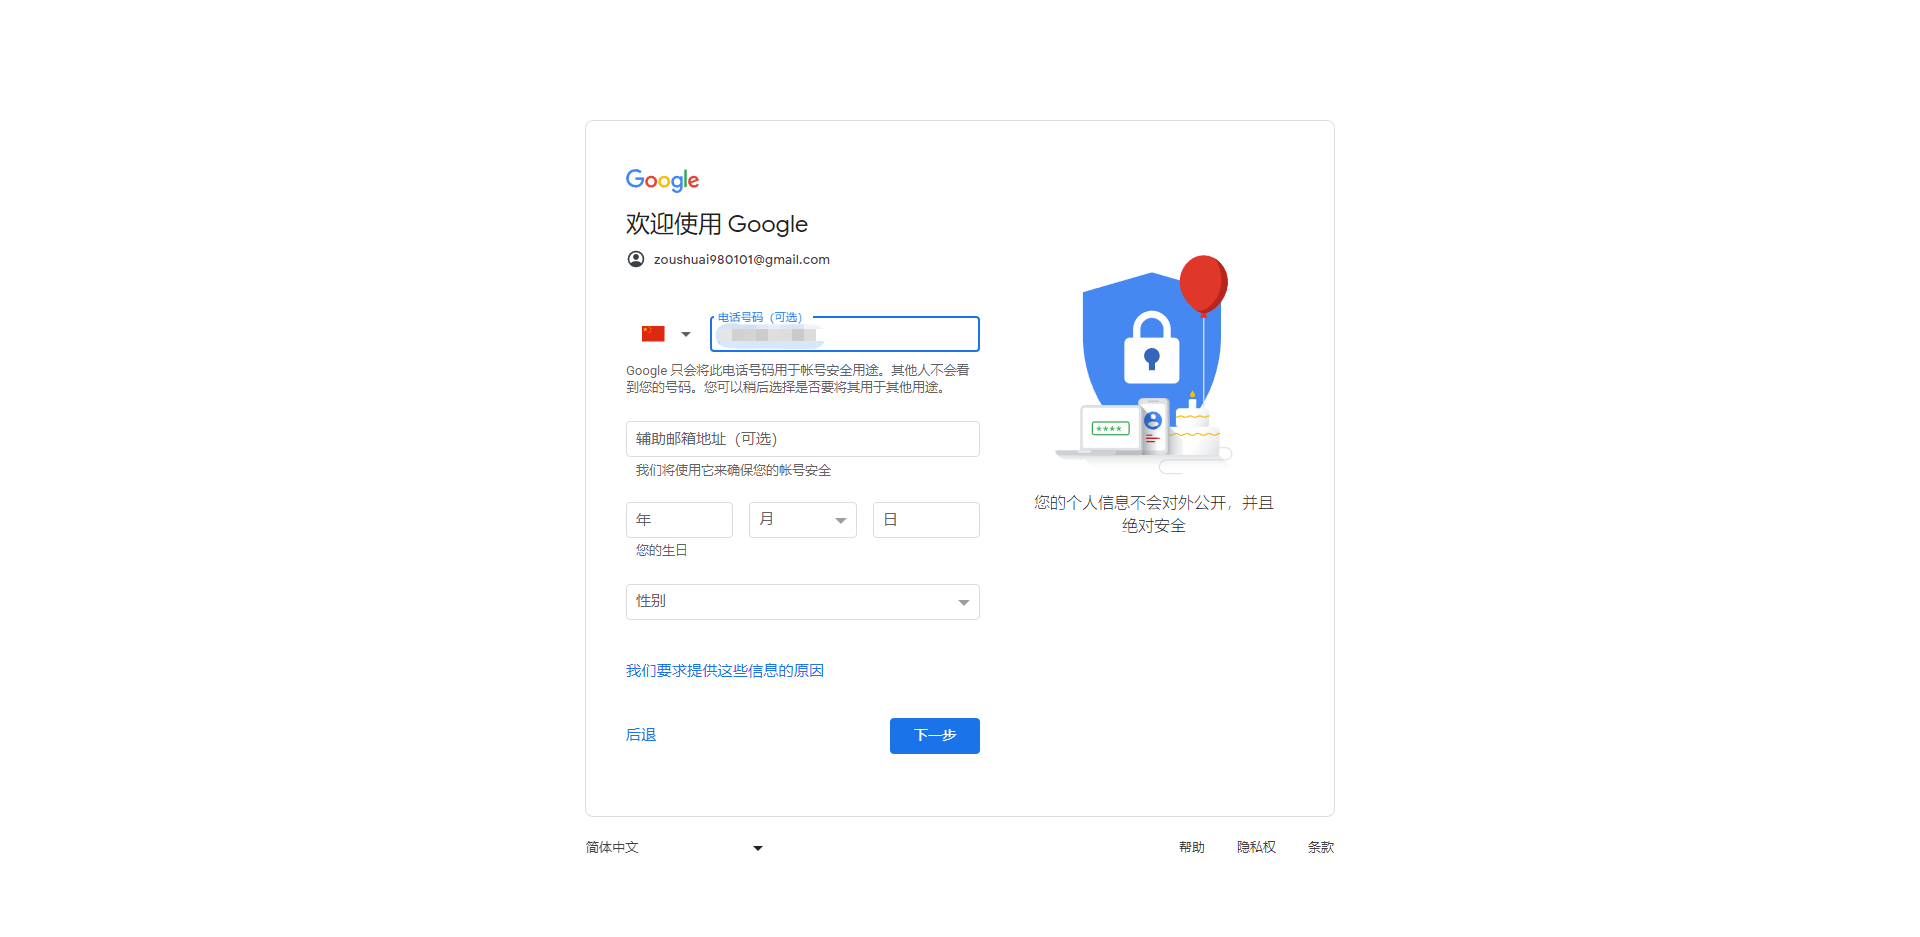 Google
欢迎使用 Google
zoushuai980101@gmail.com
电话号码（可选）
Google 只会将此电话号码用于帐号安全用途。其他人不会看
到您的号码。您可以稍后选择是否要将其用于其他用途。
辅助邮箱地址（可选）
我们将使用它来确保您的帐号安全
年
月
日
您的生日
性别
我们要求提供这些信息的原因
后退
下一步
****
您的个人信息不会对外公开，并且
绝对安全
简体中文
帮助
隐私权
条款